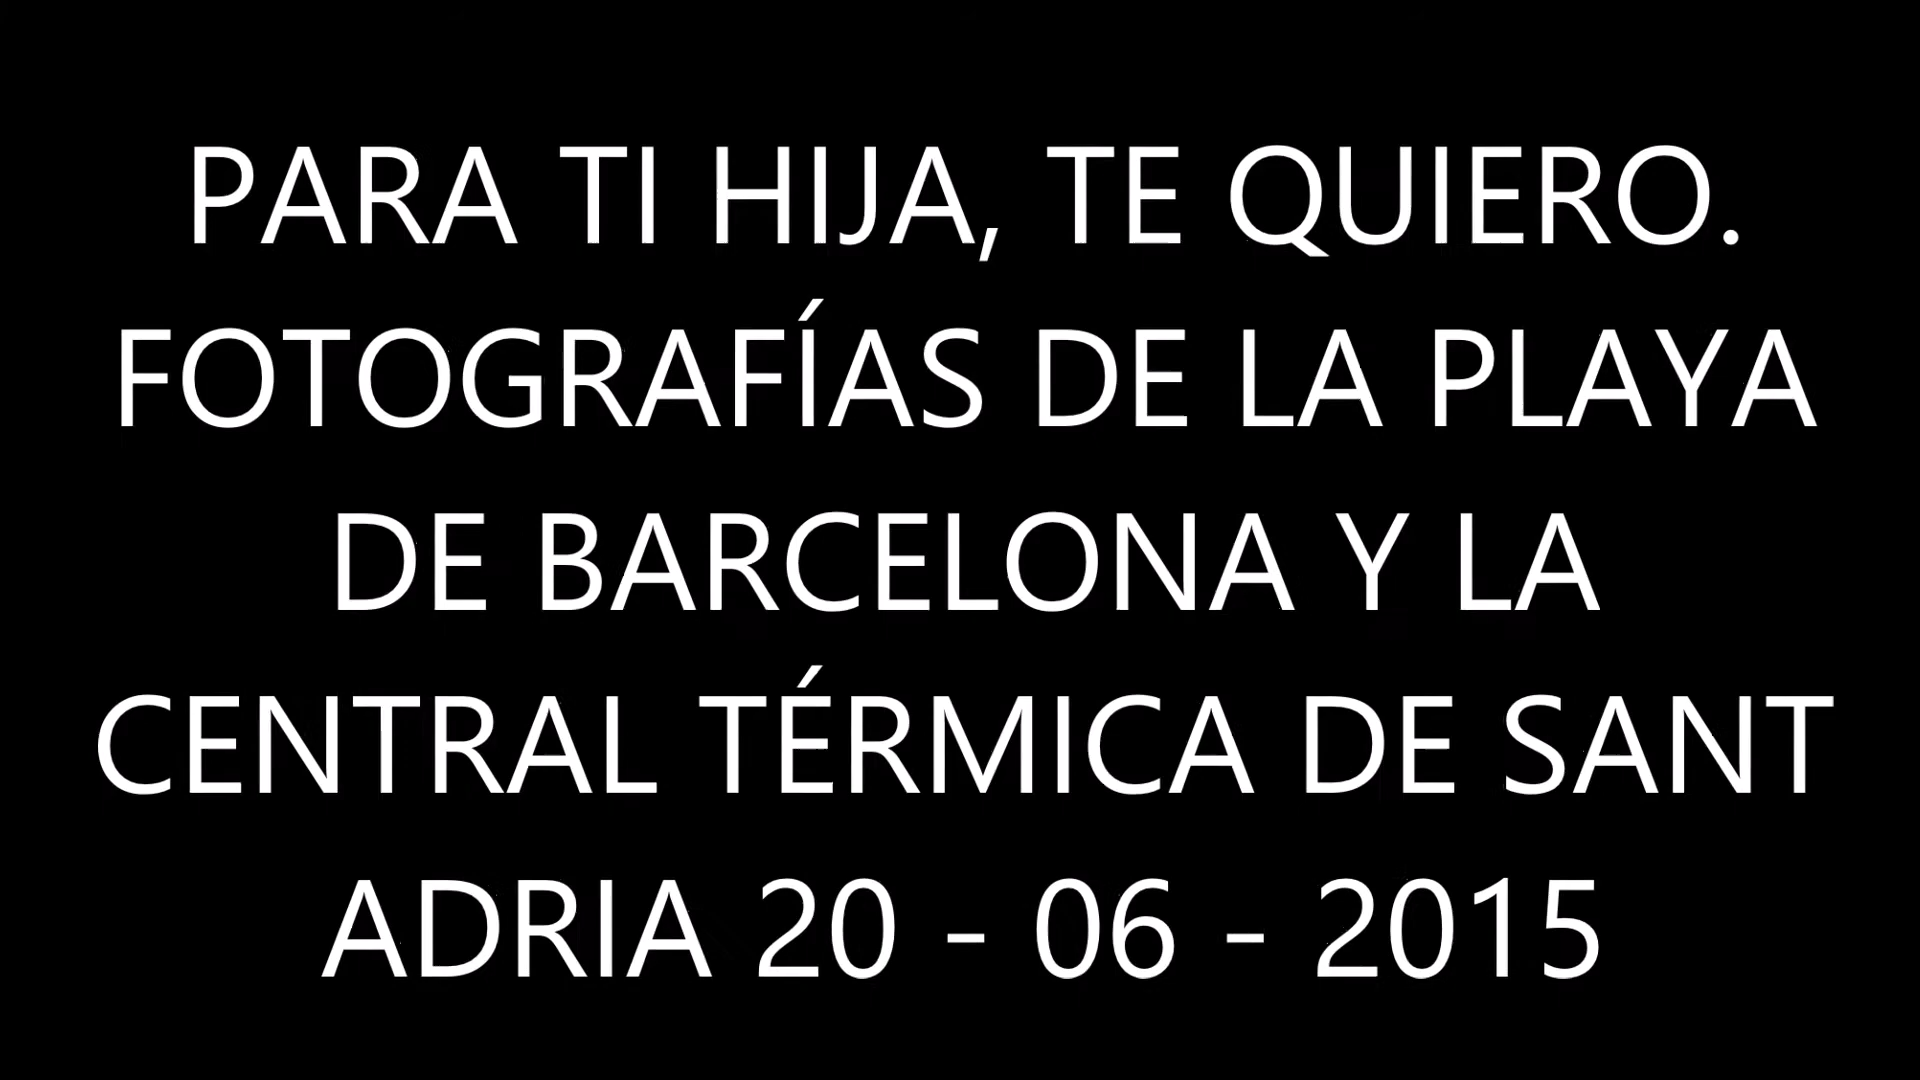 PARA TI HIJA, TE QUIERO.
FOTOGRAFÍAS DE LA PLAYA
DE BARCELONA Y LA
CENTRAL TÉRMICA DE SANT
ADRIA 20 - 06 - 2015